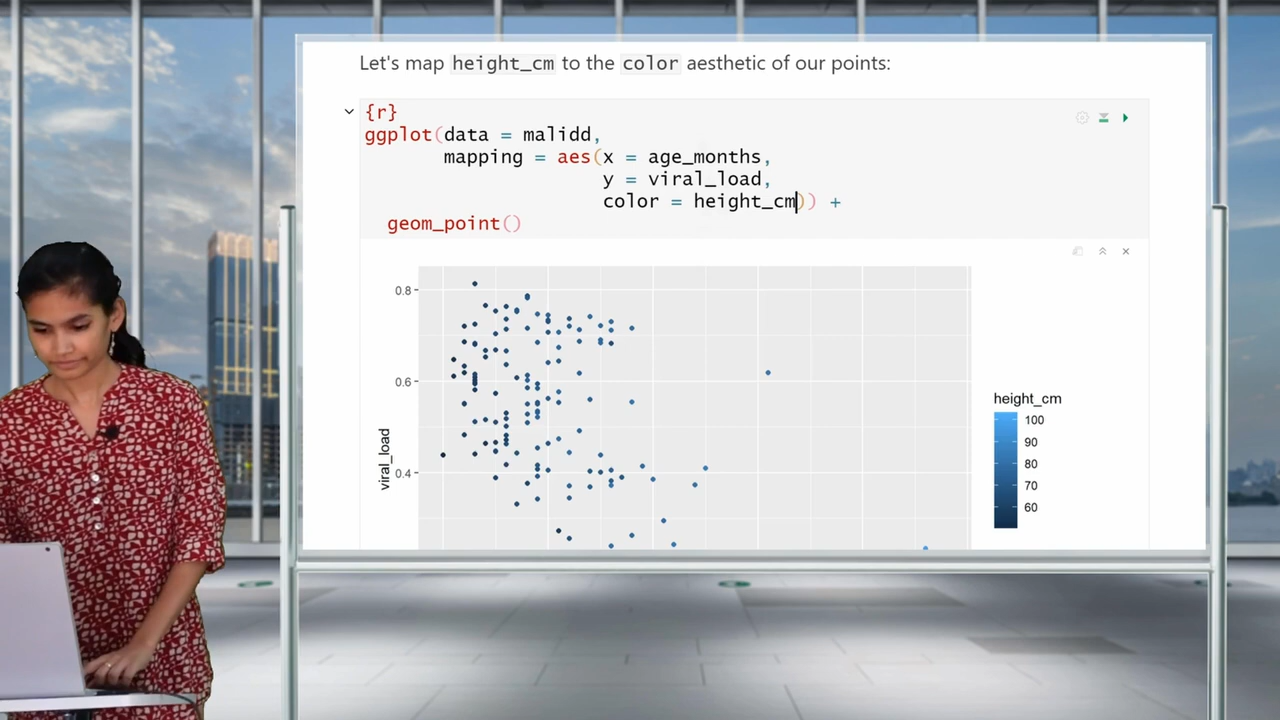 Let's map height_cm to the color aesthetic of our points:
{r}
ggplot(data = malidd,
mapping = aes(x = age_months,
y = viral_load,
color = height_cm)) +
geom_point()
0.8
0.6
0.4
viral_load
height_cm
100
90
80
70
60